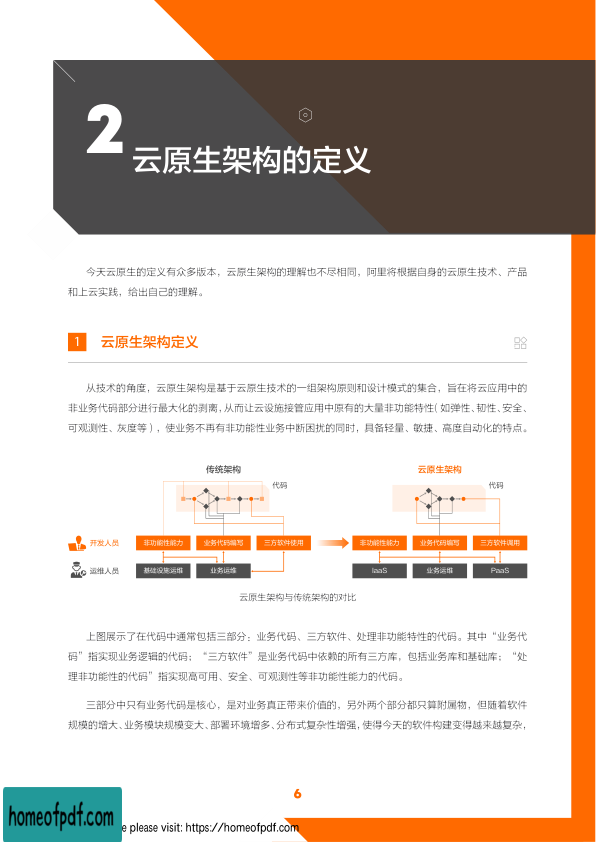 2
云原生架构的定义
今天云原生的定义有众多版本，云原生架构的理解也不尽相同，阿里将根据自身的云原生技术、产品
和上云实践，给出自己的理解。
1 云原生架构定义
从技术的角度，云原生架构是基于云原生技术的一组架构原则和设计模式的集合，旨在将云应用中的
非业务代码部分进行最大化的剥离，从而让云设施接管应用中原有的大量非功能特性（如弹性、韧性、安全、
可观测性、灰度等），使业务不再有非功能性业务中断困扰的同时，具备轻量、敏捷、高度自动化的特点。
传统架构 云原生架构
代码 代码
开发人员 非功能性能力 业务代码编写 三方软件使用 非功能性能力 业务代码编写 三方软件调用
运维人员 基础设施运维 业务运维 IaaS 业务运维 PaaS
云原生架构与传统架构的对比
上图展示了在代码中通常包括三部分：业务代码、三方软件、处理非功能特性的代码。其中“业务代
码”指实现业务逻辑的代码；“三方软件”是业务代码中依赖的所有三方库，包括业务库和基础库；“处
理非功能性的代码”指实现高可用、安全、可观测性等非功能性能力的代码。
三部分中只有业务代码是核心，是对业务真正带来价值的，另外两个部分都只算附属物，但随着软件
规模的增大、业务模块规模变大、部署环境增多、分布式复杂性增强，使得今天的软件构建变得越来越复杂，
6
homeofpdf.com
e please visit: https://homeofpdf.com